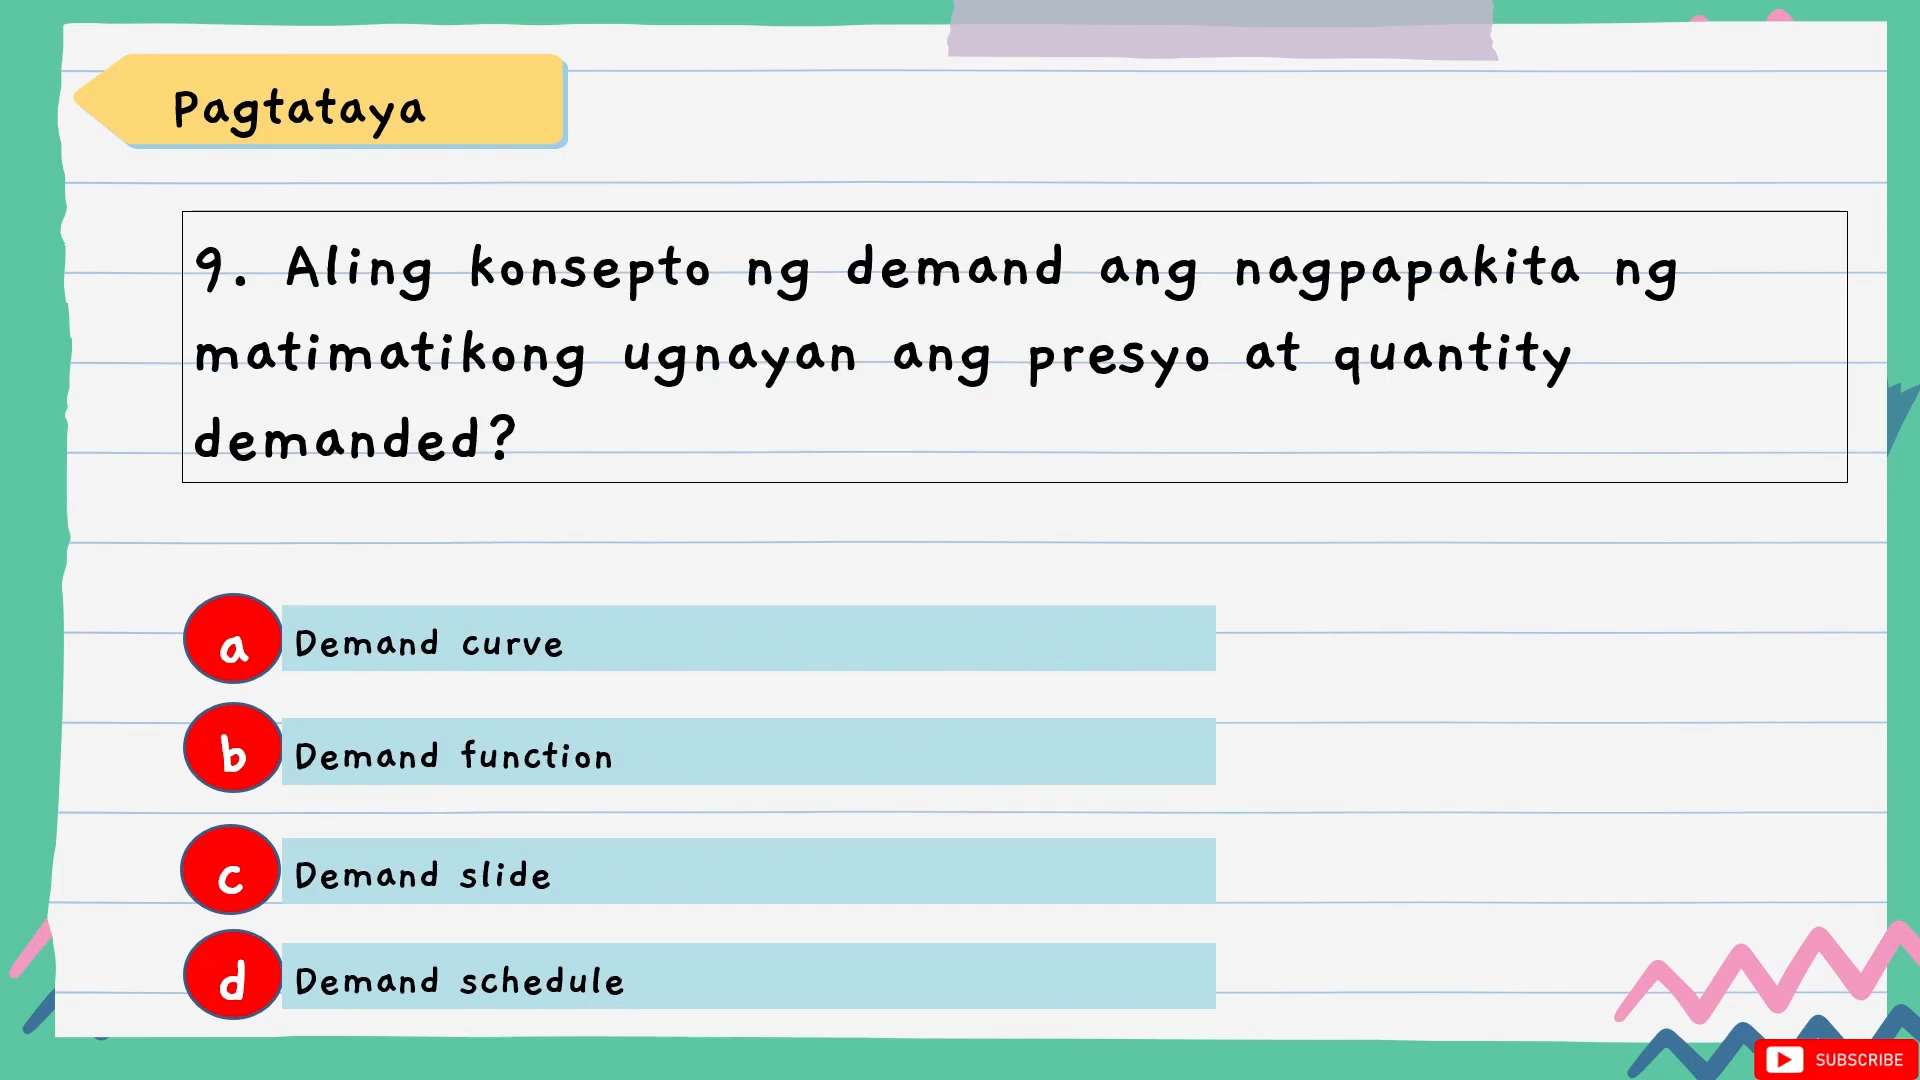 Pagtataya
9. Aling konsepto ng demand ang nagpapakita ng
matimatikong ugnayan ang presyo at quantity
demanded?
a Demand curve
b Demand function
c Demand slide
d Demand schedule
SUBSCRIBE